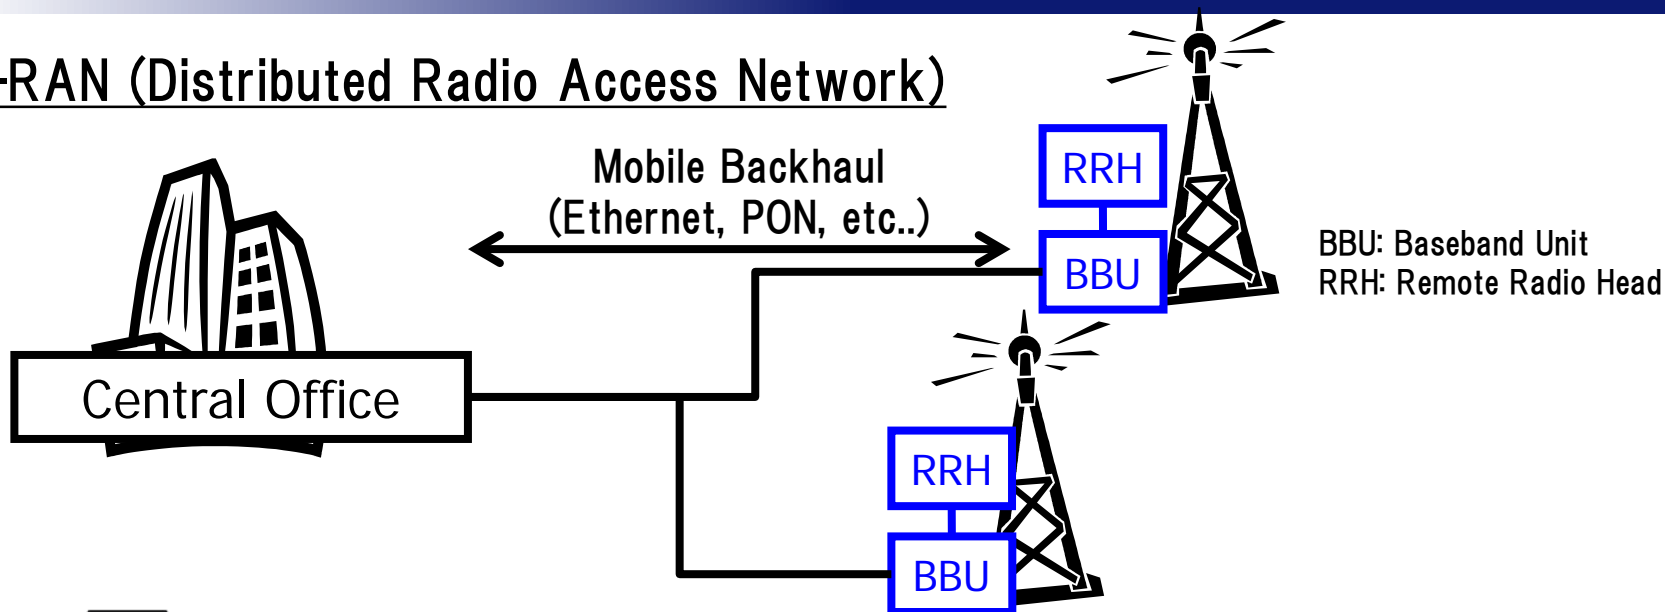 -RAN (Distributed Radio Access Network)
Mobile Backhaul
(Ethernet, PON, etc..)
RRH
BBU
BBU: Baseband Unit
RRH: Remote Radio Head
Central Office
RRH
BBU